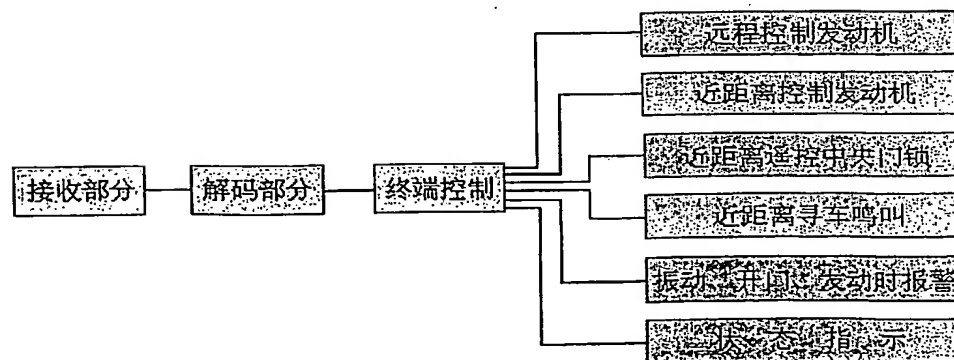 远程控制发动机
近距离控制发动机
近距离遥控中央门锁
接收部分
解码部分
终端控制
近距离寻车鸣叫
振动、开门、发动时报警
状态指示